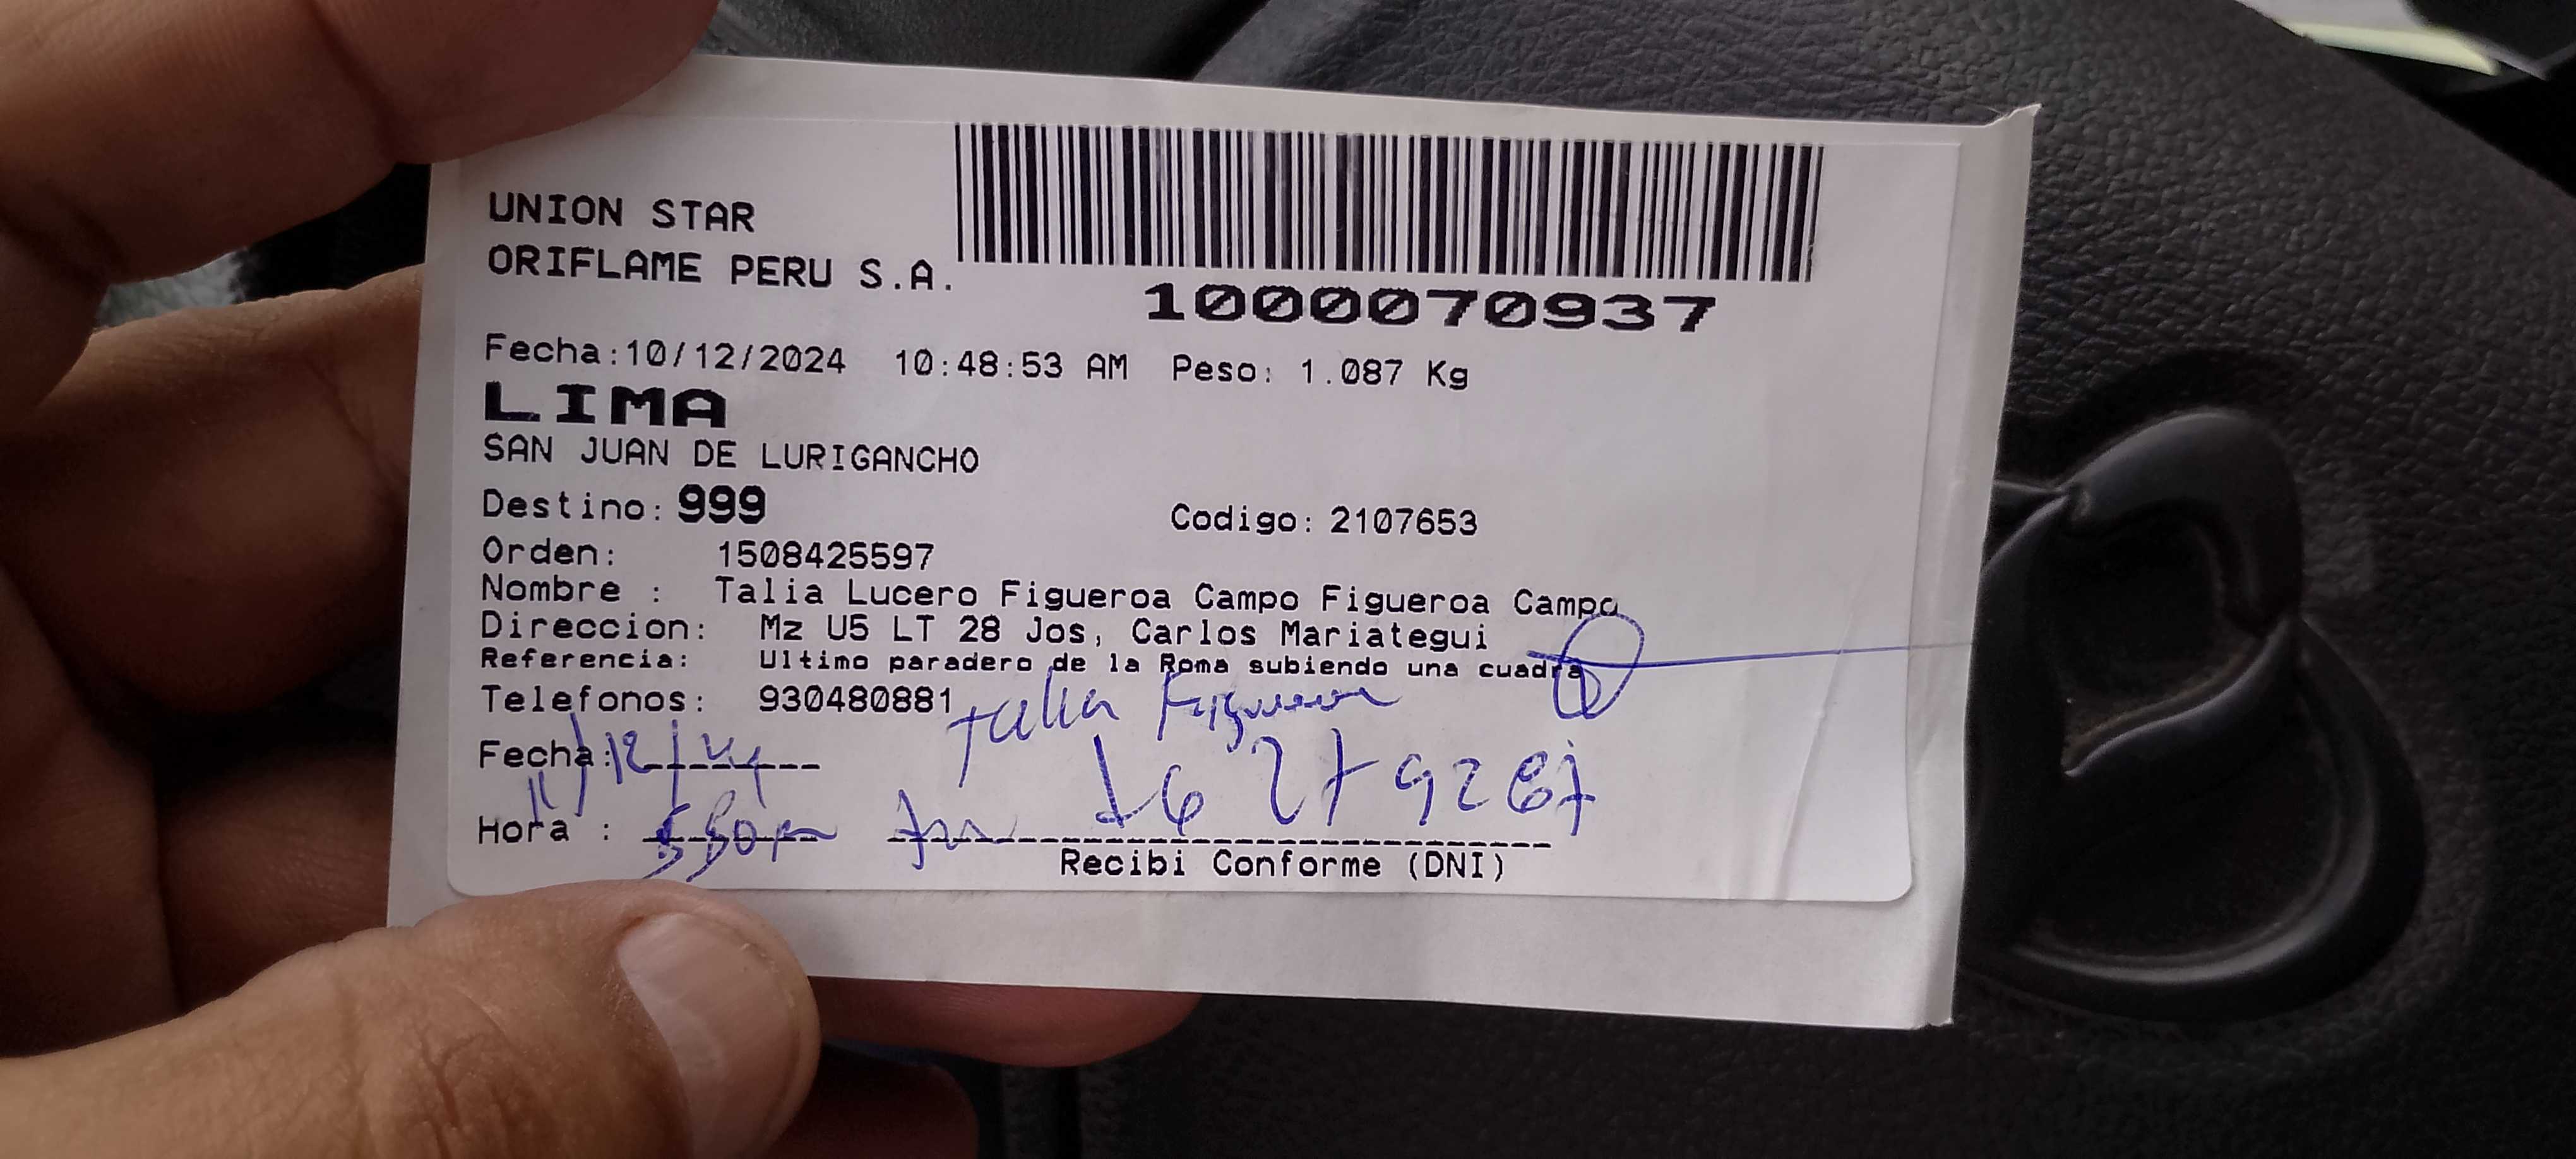 UNION STAR
ORIFLAME PERU S.A.
1000070937
Fecha:10/12/2024 10:48:53 AM Peso: 1.087 Kg
LIMA
SAN JUAN DE LURIGANCHO
Destino: 999 Codigo: 2107653
Orden: 1508425597
Nombre : Talia Lucero Figueroa Campo Figueroa Campo
Direccion: Mz U5 LT 28 Jos, Carlos Mariategui
Referencia: Ultimo paradero de la Roma subiendo una cuadra
Telefonos: 930480881
Talia Figueroa
Fecha: 11/12/24
Hora :
Recibi Conforme (DNI)